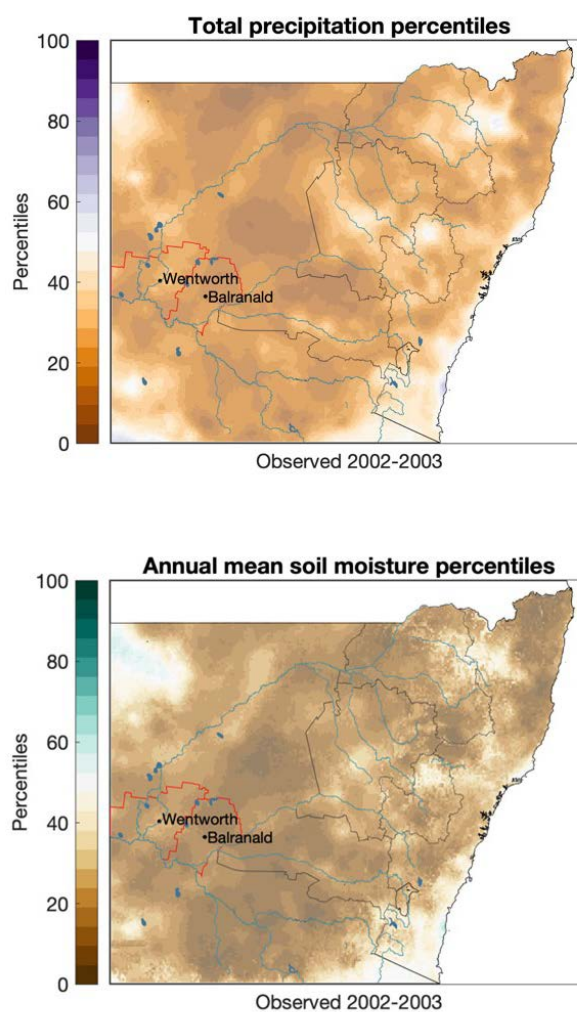 Total precipitation percentiles
100
80
60
40
20
0
Percentiles
Wentworth
Balranald
Observed 2002-2003
Annual mean soil moisture percentiles
100
80
60
40
20
0
Percentiles
Wentworth
Balranald
Observed 2002-2003